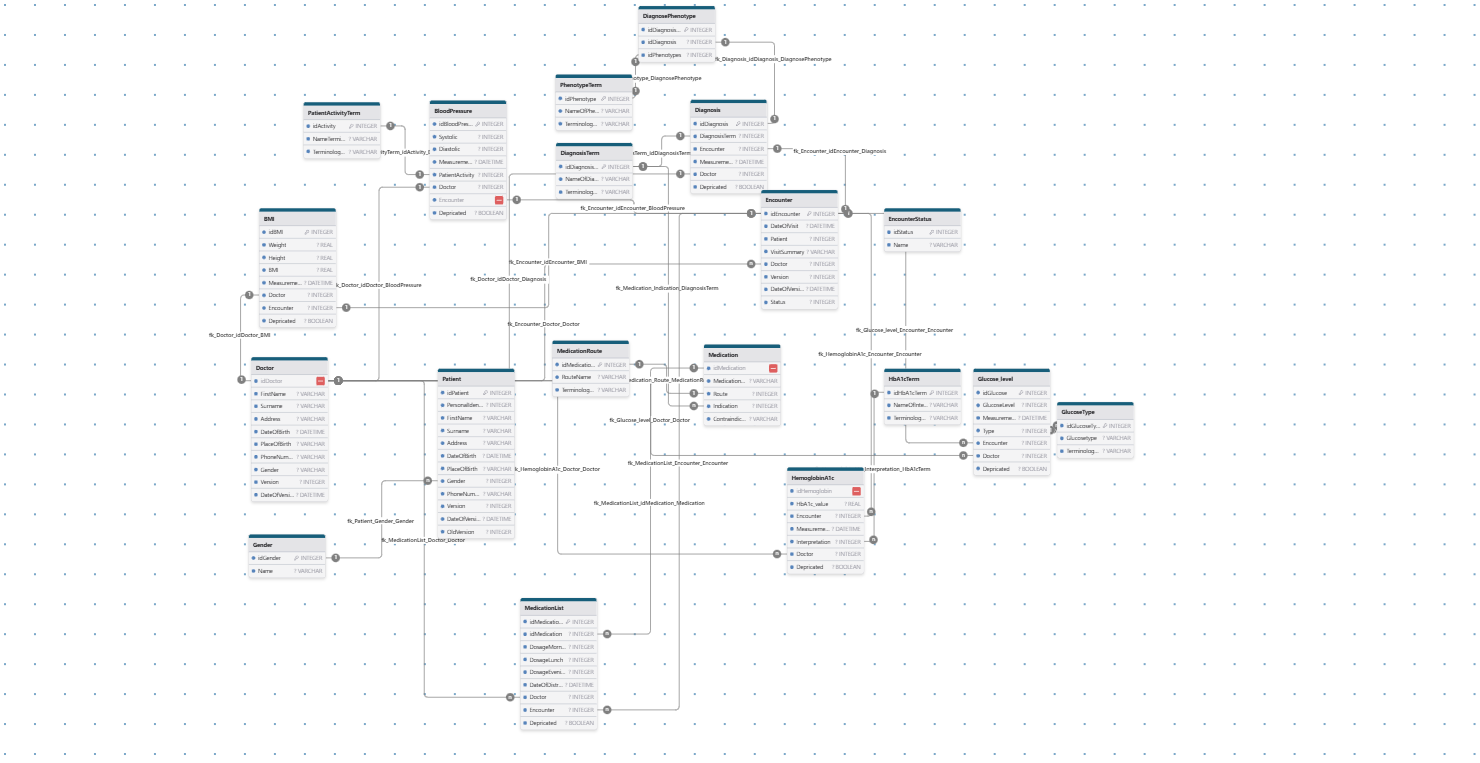 DiagnosePhenotype
idDiagnosis... INTEGER
idDiagnosis ? INTEGER
idPhenotypes ? INTEGER
fk_Diagnosis_idDiagnosis_DiagnosePhenotype
otype_DiagnosePhenotype
PhenotypeTerm
idPhenotype INTEGER
NameOfPhe... ? VARCHAR
Terminolog... ? VARCHAR
PatientActivityTerm
idActivity INTEGER
NameTermi... ? VARCHAR
Terminolog... ? VARCHAR
BloodPressure
idBloodPres... INTEGER
Systolic ? INTEGER
Diastolic ? INTEGER
Measureme... ? DATETIME
PatientActivity ? INTEGER
Doctor ? INTEGER
Encounter
Depricated ? BOOLEAN
Diagnosis
idDiagnosis INTEGER
DiagnosisTerm ? INTEGER
Encounter ? INTEGER
Measureme... ? DATETIME
Doctor ? INTEGER
Depricated ? BOOLEAN
DiagnosisTerm
idDiagnosis... INTEGER
NameOfDia... ? VARCHAR
Terminolog... ? VARCHAR
fk_Encounter_idEncounter_Diagnosis
Encounter
idEncounter INTEGER
DateOfVisit ? DATETIME
Patient ? INTEGER
VisitSummary ? VARCHAR
Doctor ? INTEGER
Version ? INTEGER
DateOfVersi... ? DATETIME
Status ? INTEGER
EncounterStatus
idStatus INTEGER
Name ? VARCHAR
fk_Encounter_idEncounter_BloodPressure
BMI
idBMI INTEGER
Weight ? REAL
Height ? REAL
BMI ? REAL
Measureme... ? DATETIME
Doctor ? INTEGER
Encounter ? INTEGER
Depricated ? BOOLEAN
fk_Encounter_idEncounter_BMI
fk_Doctor_idDoctor_Diagnosis
k_Doctor_idDoctor_BloodPressure
fk_Medication_Indication_DiagnosisTerm
fk_Encounter_Doctor_Doctor
fk_Glucose_level_Encounter_Encounter
fk_Doctor_idDoctor_BMI
fk_HemoglobinA1c_Encounter_Encounter
Doctor
idDoctor
FirstName ? VARCHAR
Surname ? VARCHAR
Address ? VARCHAR
DateOfBirth ? DATETIME
PlaceOfBirth ? VARCHAR
PhoneNum... ? VARCHAR
Gender ? VARCHAR
Version ? INTEGER
DateOfVersi... ? DATETIME
Patient
idPatient INTEGER
PersonalIden... ? INTEGER
FirstName ? VARCHAR
Surname ? VARCHAR
Address ? VARCHAR
DateOfBirth ? DATETIME
PlaceOfBirth ? VARCHAR
Gender ? INTEGER
PhoneNum... ? VARCHAR
Version ? INTEGER
DateOfVersi... ? DATETIME
OldVersion ? INTEGER
MedicationRoute
idMedicatio... INTEGER
RouteName ? VARCHAR
Terminolog... ? VARCHAR
Medication
idMedication
Medication... ? VARCHAR
Route ? INTEGER
Indication ? INTEGER
Contraindic... ? VARCHAR
HbA1cTerm
idHbA1cTerm INTEGER
NameOfInte... ? VARCHAR
Terminolog... ? VARCHAR
Glucose_level
idGlucose INTEGER
GlucoseLevel ? INTEGER
Measureme... ? DATETIME
Type ? INTEGER
Encounter ? INTEGER
Doctor ? INTEGER
Depricated ? BOOLEAN
GlucoseType
idGlucoseTy... INTEGER
Glucosetype ? VARCHAR
Terminolog... ? VARCHAR
fk_Glucose_level_Doctor_Doctor
fk_MedicationList_Encounter_Encounter
k_HemoglobinA1c_Doctor_Doctor
interpretation_HbA1cTerm
HemoglobinA1c
idHemoglobin
HbA1c_value ? REAL
Encounter ? INTEGER
Measureme... ? DATETIME
Interpretation ? INTEGER
Doctor ? INTEGER
Depricated ? BOOLEAN
fk_MedicationList_idMedication_Medication
fk_Patient_Gender_Gender
fk_MedicationList_Doctor_Doctor
Gender
idGender INTEGER
Name ? VARCHAR
MedicationList
idMedicatio... INTEGER
idMedication ? INTEGER
DosageMorn... ? INTEGER
DosageLunch ? INTEGER
DosageEveni... ? INTEGER
DateOfDistr... ? DATETIME
Doctor ? INTEGER
Encounter ? INTEGER
Depricated ? BOOLEAN